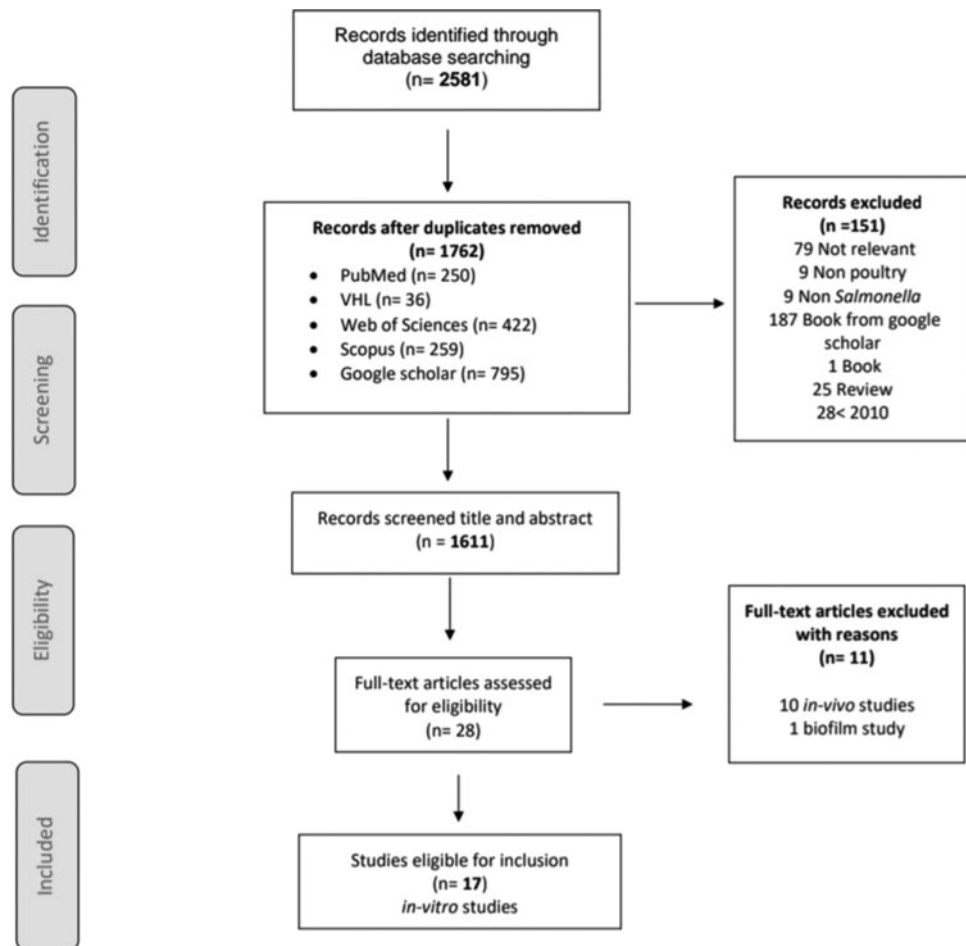 Records identified through
database searching
(n= 2581)
Identification
Records after duplicates removed
(n= 1762)
• PubMed (n= 250)
• VHL (n= 36)
• Web of Sciences (n= 422)
• Scopus (n= 259)
• Google scholar (n= 795)
Records excluded
(n =151)
79 Not relevant
9 Non poultry
9 Non Salmonella
187 Book from google
scholar
1 Book
25 Review
28< 2010
Screening
Records screened title and abstract
(n = 1611)
Eligibility
Full-text articles assessed
for eligibility
(n= 28)
Full-text articles excluded
with reasons
(n= 11)
10 in-vivo studies
1 biofilm study
Included
Studies eligible for inclusion
(n= 17)
in-vitro studies